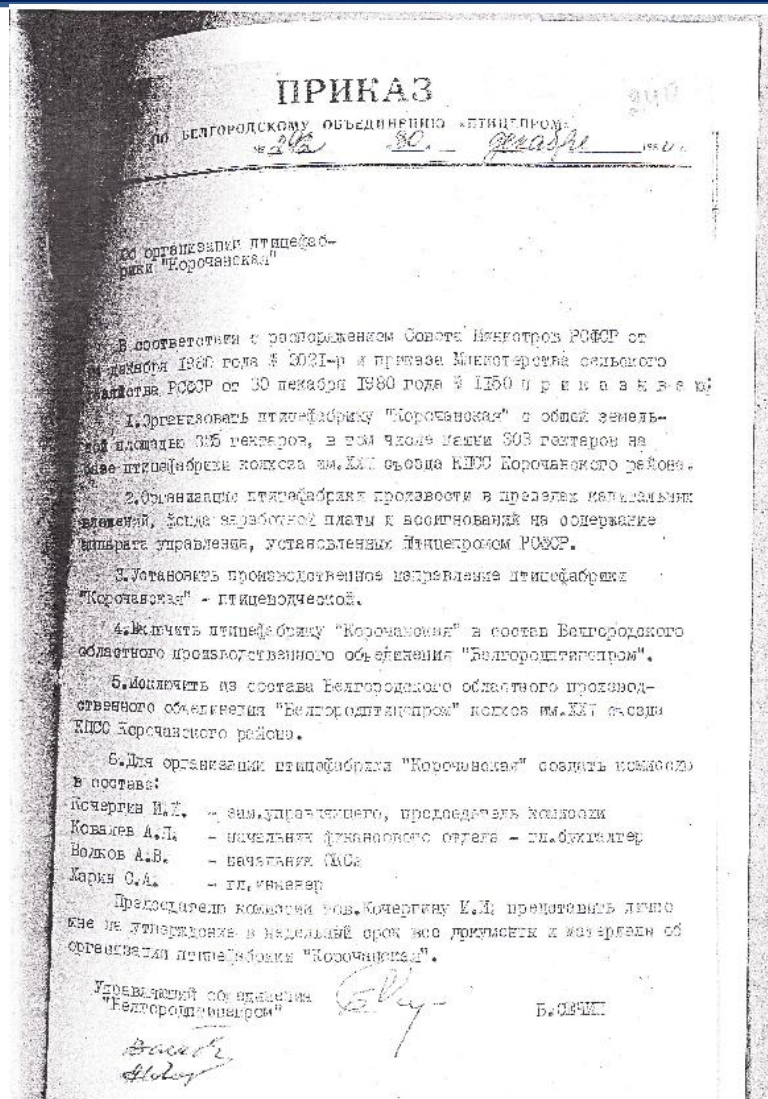 ПРИКАЗ
240
ПО БЕЛГОРОДСКОМУ ОБЪЕДИНЕНИЮ «ПТИЦЕПРОМ»
№ 30. декабря 198 г.
Об организации птицефаб-
рики "Корочанская"
В соответствии с распоряжением Совета Министров РСФСР от
декабря 1980 года № 2021-р и приказа Министерства сельского
хозяйства РСФСР от 30 декабря 1980 года № 1150 п р и к а з ы в а ю:
1.Организовать птицефабрику "Корочанская" с общей земель-
ной площадью гектаров, в том числе пашни 303 гектаров на
базе птицефабрики колхоза им.XXI съезда КПСС Корочанского района.
2.Организацию птицефабрики произвести в пределах капитальных
вложений, фонда заработной платы и ассигнований на содержание
аппарата управления, установленных Птицепромом РСФСР.
3.Установить производственное направление птицефабрики
"Корочанская" - птицеводческой.
4.Включить птицефабрику "Корочанская" в состав Белгородского
областного производственного объединения "Белгородптицепром".
5.Исключить из состава Белгородского областного производ-
ственного объединения "Белгородптицепром" колхоз им.XXI съезда
КПСС Корочанского района.
6.Для организации птицефабрики "Корочанская" создать комиссию
в составе:
Кочергин И.И. - зам.управляющего, председатель комиссии
Ковалев А.П. - начальник финансового отдела - гл.бухгалтер
Волков А.В. - начальник
Харин С.А. - гл.инженер
Председателю комиссии тов.Кочергину И.И. представить лично
мне на утверждение в недельный срок все документы и материалы об
организации птицефабрики "Корочанская".
Управляющий объединения
"Белгородптицепром" Б.СЕЧИН